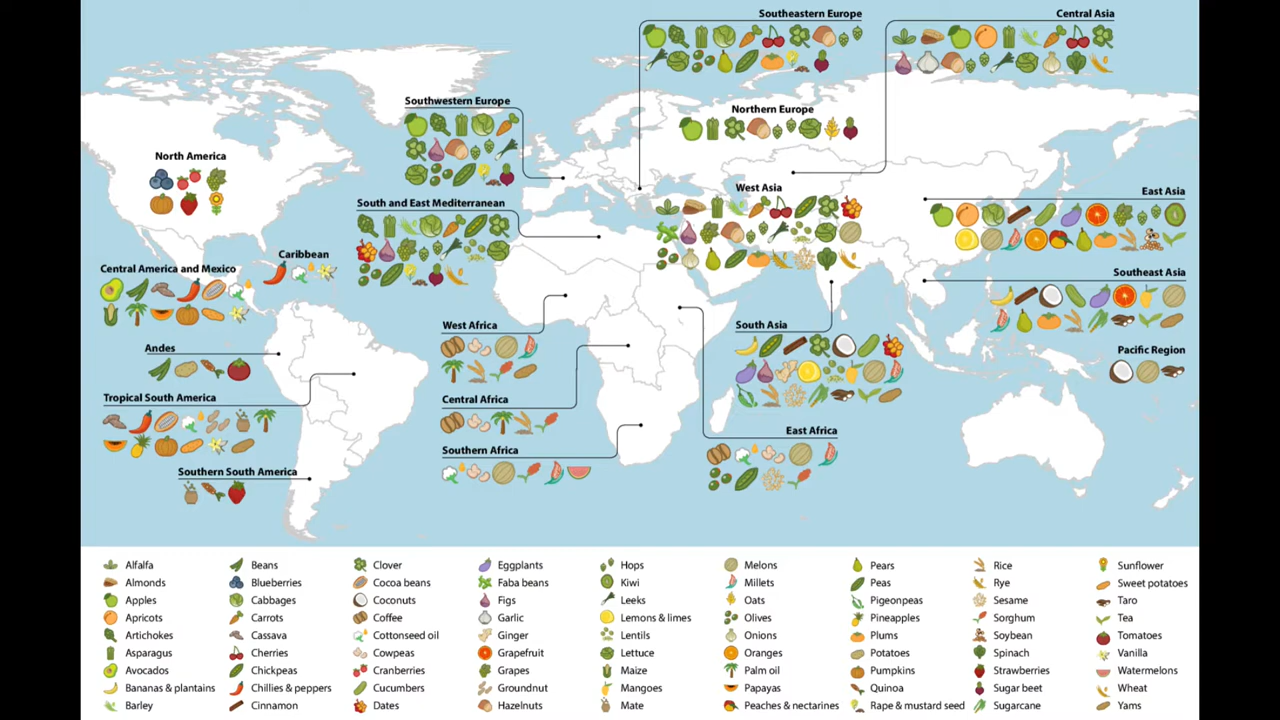 Southeastern Europe
Central Asia
Southwestern Europe
Northern Europe
North America
West Asia
East Asia
South and East Mediterranean
Caribbean
Central America and Mexico
Southeast Asia
West Africa
South Asia
Andes
Pacific Region
Tropical South America
Central Africa
East Africa
Southern Africa
Southern South America
Alfalfa
Almonds
Apples
Apricots
Artichokes
Asparagus
Avocados
Bananas & plantains
Barley
Beans
Blueberries
Cabbages
Carrots
Cassava
Cherries
Chickpeas
Chillies & peppers
Cinnamon
Clover
Cocoa beans
Coconuts
Coffee
Cottonseed oil
Cowpeas
Cranberries
Cucumbers
Dates
Eggplants
Faba beans
Figs
Garlic
Ginger
Grapefruit
Grapes
Groundnut
Hazelnuts
Hops
Kiwi
Leeks
Lemons & limes
Lentils
Lettuce
Maize
Mangoes
Mate
Melons
Millets
Oats
Olives
Onions
Oranges
Palm oil
Papayas
Peaches & nectarines
Pears
Peas
Pigeonpeas
Pineapples
Plums
Potatoes
Pumpkins
Quinoa
Rape & mustard seed
Rice
Rye
Sesame
Sorghum
Soybean
Spinach
Strawberries
Sugar beet
Sugarcane
Sunflower
Sweet potatoes
Taro
Tea
Tomatoes
Vanilla
Watermelons
Wheat
Yams